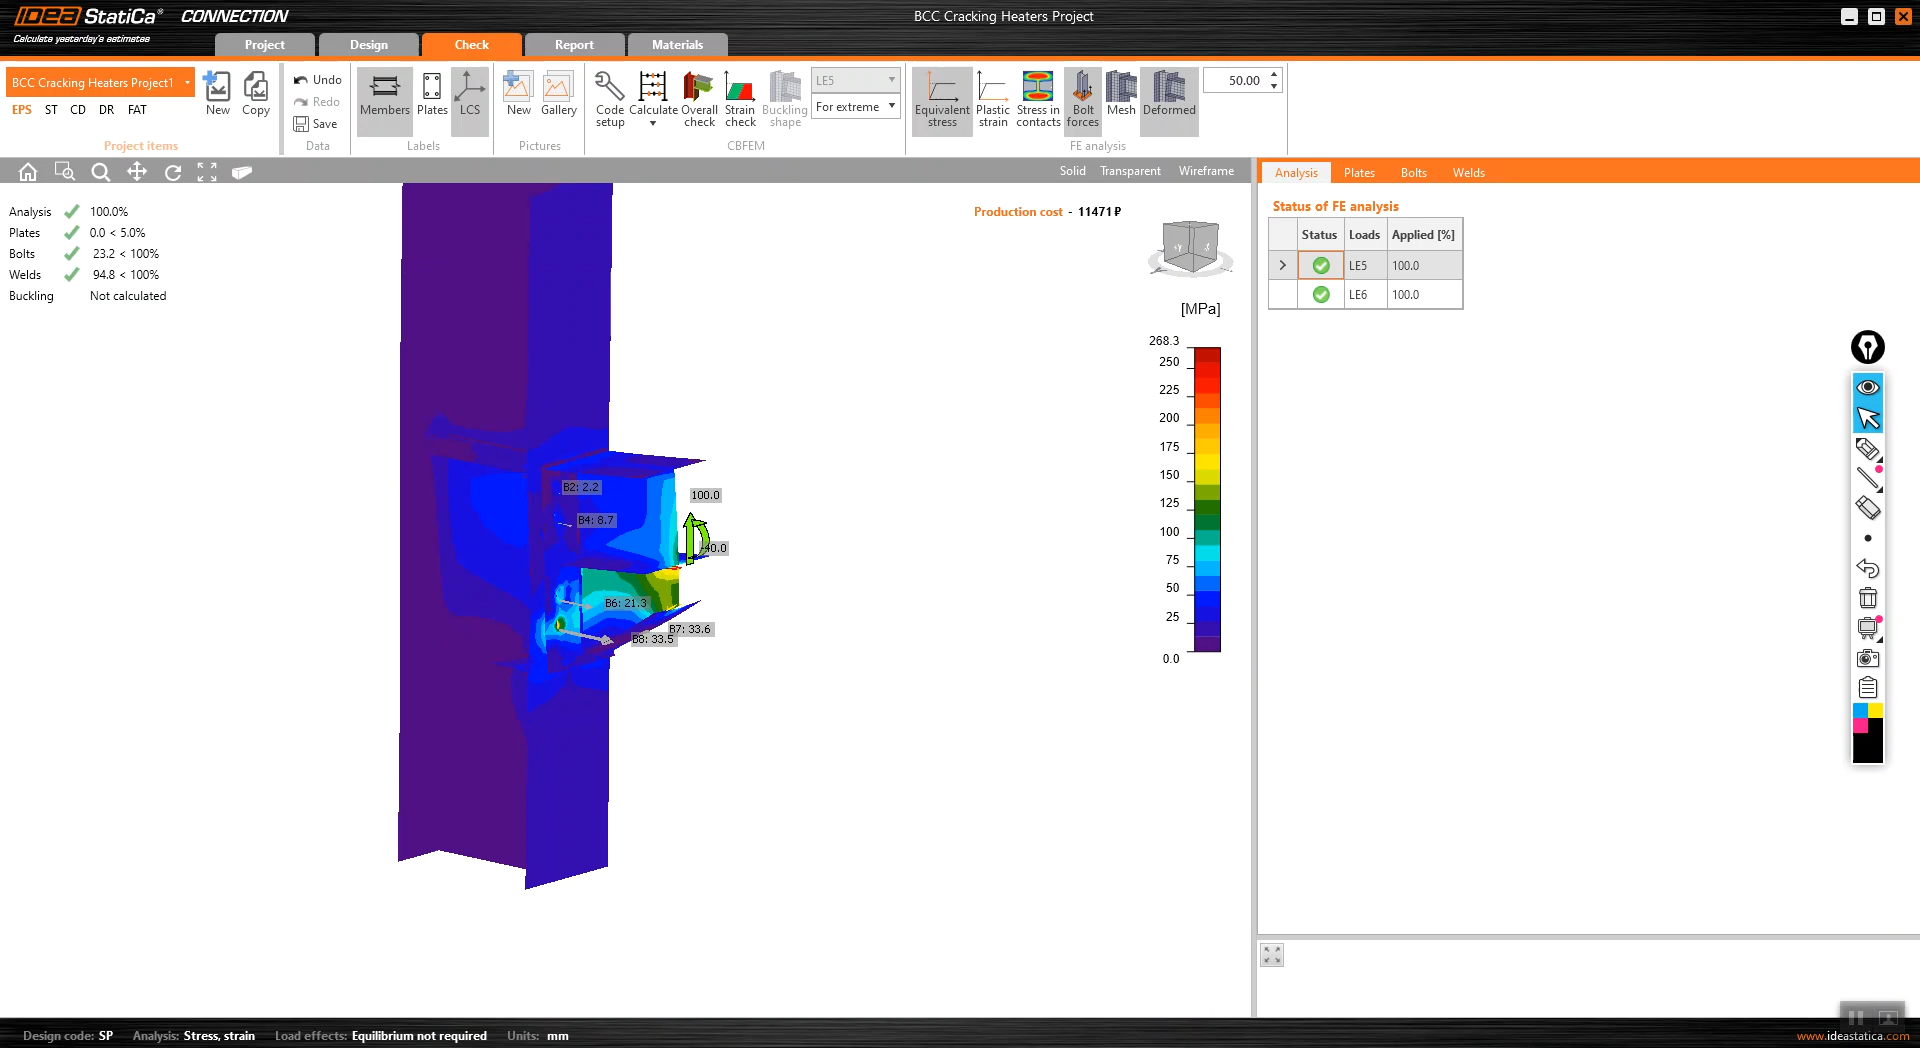 IDEA StatiCa® CONNECTION
Calculate yesterday's estimates
BCC Cracking Heaters Project
Project Design Check Report Materials
BCC Cracking Heaters Project1
EPS ST CD DR FAT
Project items
New Copy
Undo
Redo
Save
Data
Members Plates LCS
Labels
New Gallery
Pictures
Code setup
Calculate
Overall check
Strain check
Buckling shape
LE5
For extreme
CBFEM
Equivalent stress
Plastic strain
Stress in contacts
Bolt forces
Mesh
Deformed
50.00
FE analysis
Solid Transparent Wireframe
Analysis 100.0%
Plates 0.0 < 5.0%
Bolts 23.2 < 100%
Welds 94.8 < 100%
Buckling Not calculated
Production cost - 11471 ₽
[MPa]
268.3
250
225
200
175
150
125
100
75
50
25
0.0
B2: 2.2
100.0
B4: 8.7
-40.0
B6: 21.3
B7: 33.6
B8: 33.5
Analysis Plates Bolts Welds
Status of FE analysis
Status Loads Applied [%]
LE5 100.0
LE6 100.0
Design code: SP Analysis: Stress, strain Load effects: Equilibrium not required Units: mm
www.ideastatica.com